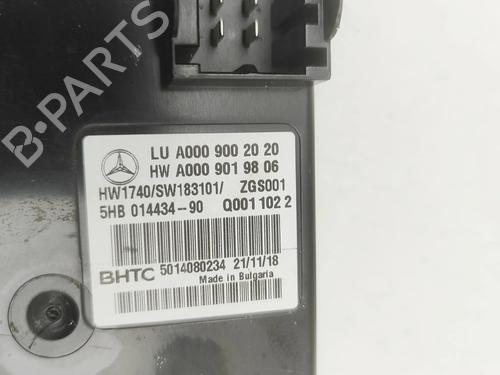 B-PARTS
LU A000 900 20 20
HW A000 901 98 06
HW1740/SW183101/ ZGS001
5HB 014434-90 Q001 102 2
BHTC 5014080234 21/11/18
Made in Bulgaria